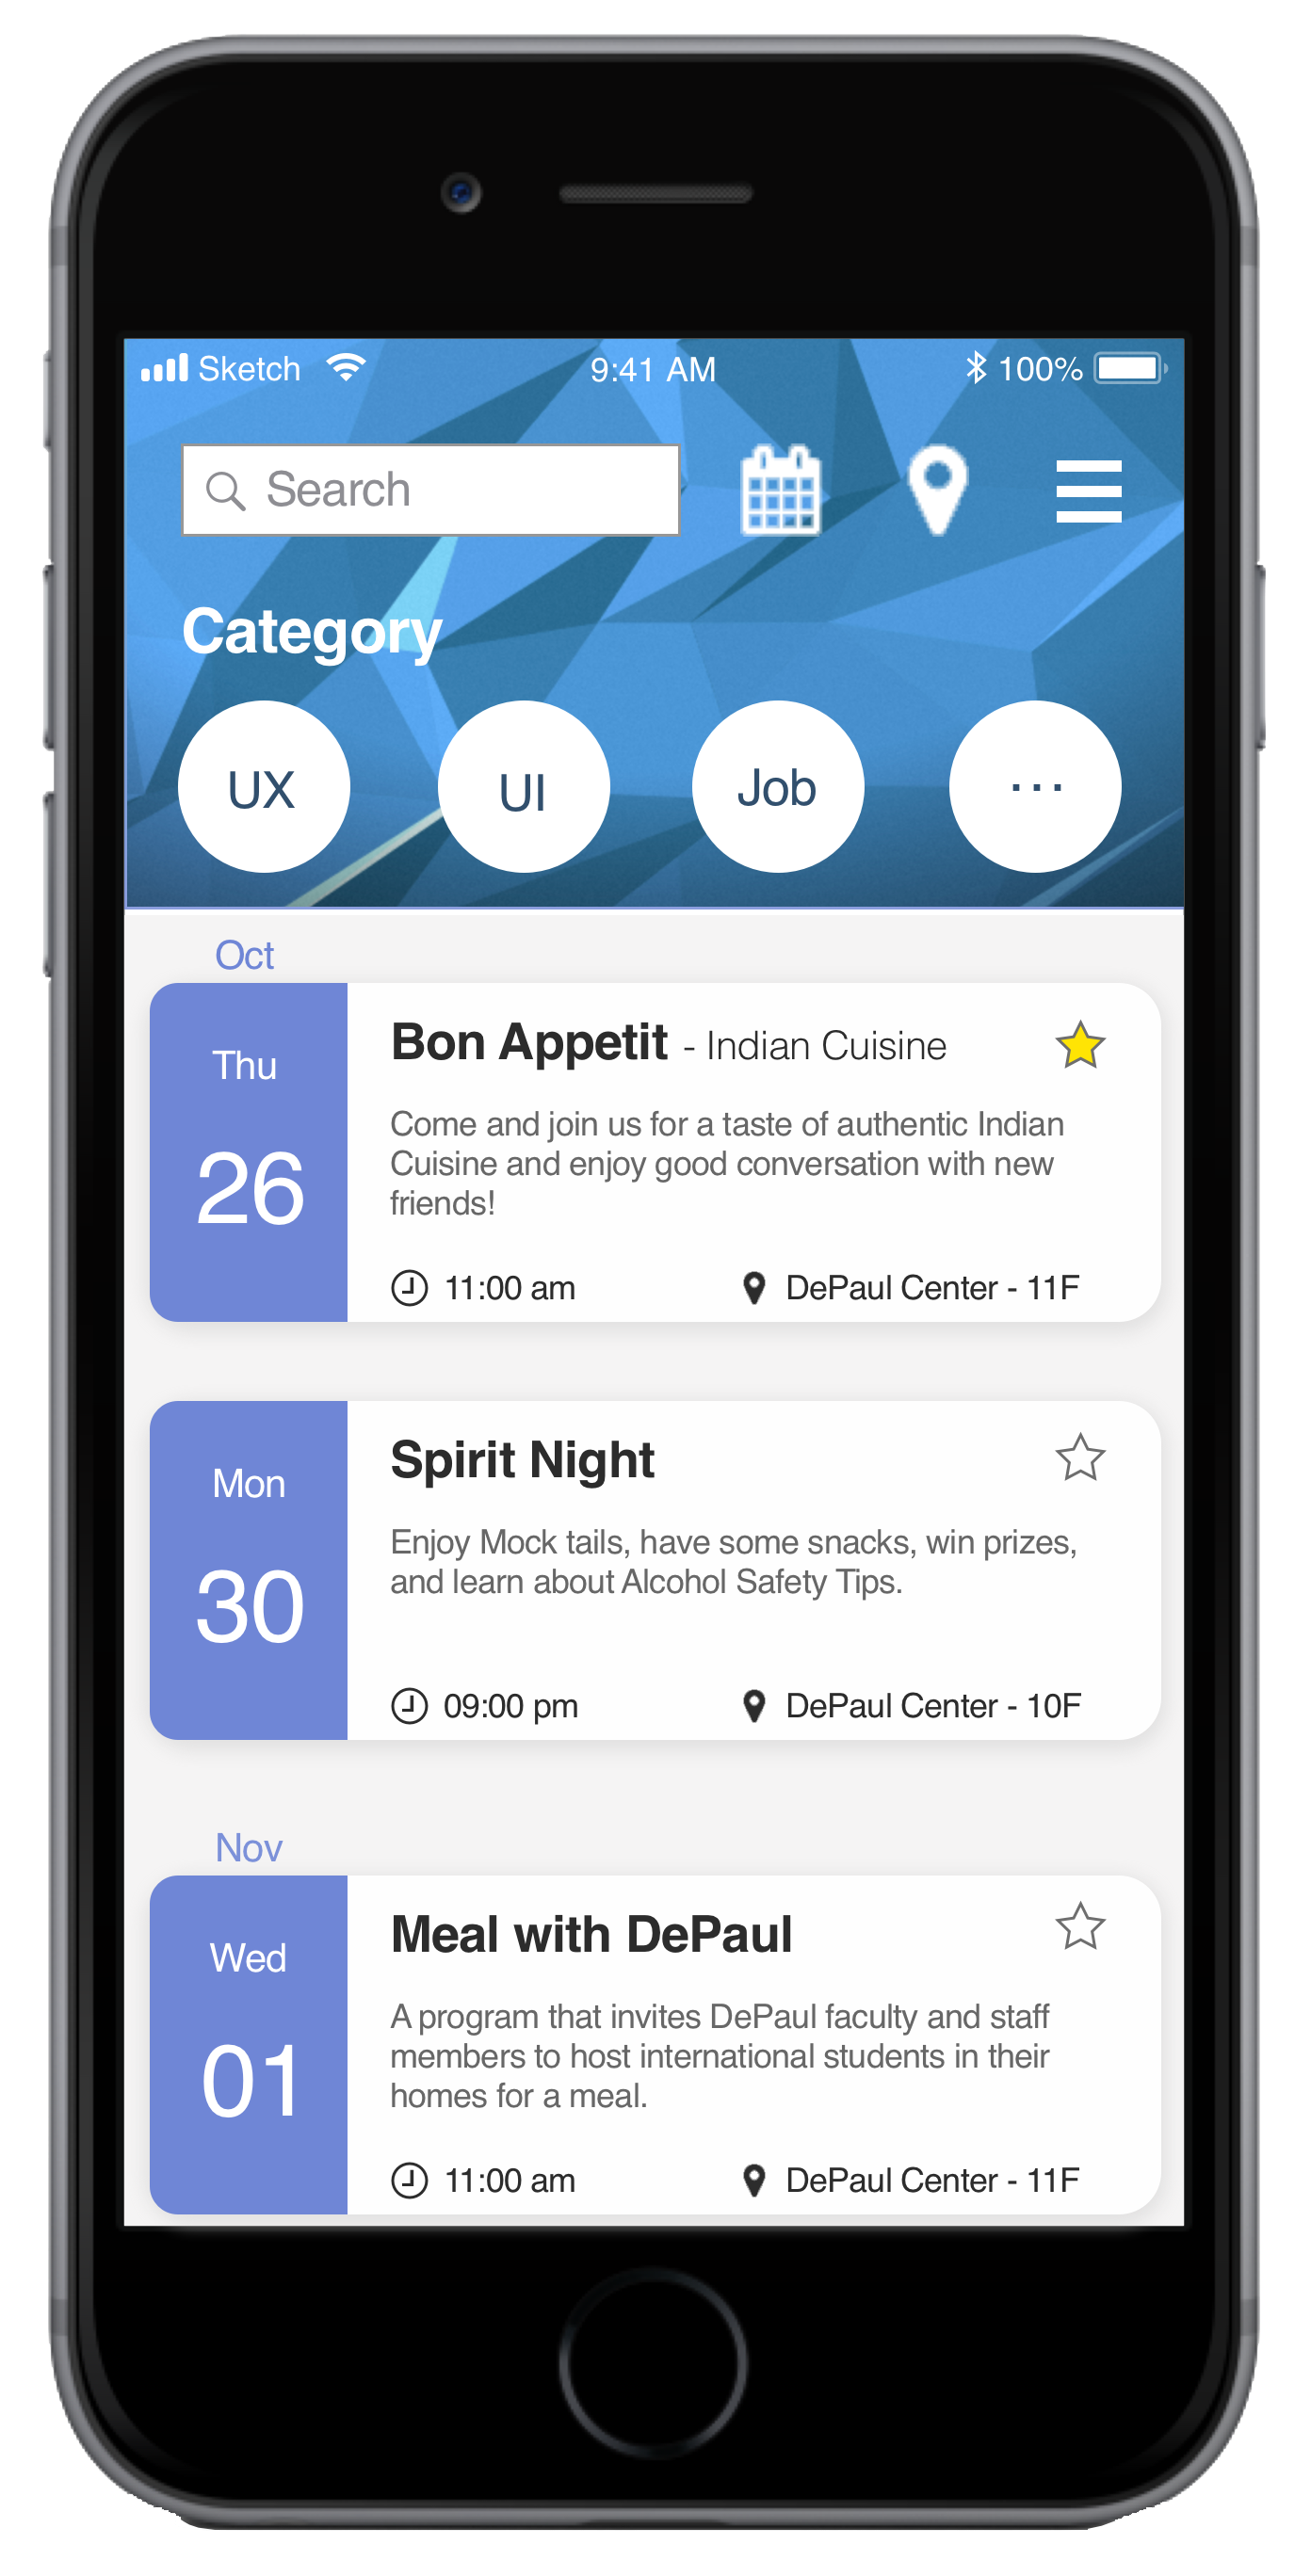 Sketch 9:41 AM 100%
Search
Category
UX UI Job ...
Oct
Thu
26
Bon Appetit - Indian Cuisine
Come and join us for a taste of authentic Indian
Cuisine and enjoy good conversation with new
friends!
11:00 am DePaul Center - 11F
Mon
30
Spirit Night
Enjoy Mock tails, have some snacks, win prizes,
and learn about Alcohol Safety Tips.
09:00 pm DePaul Center - 10F
Nov
Wed
01
Meal with DePaul
A program that invites DePaul faculty and staff
members to host international students in their
homes for a meal.
11:00 am DePaul Center - 11F